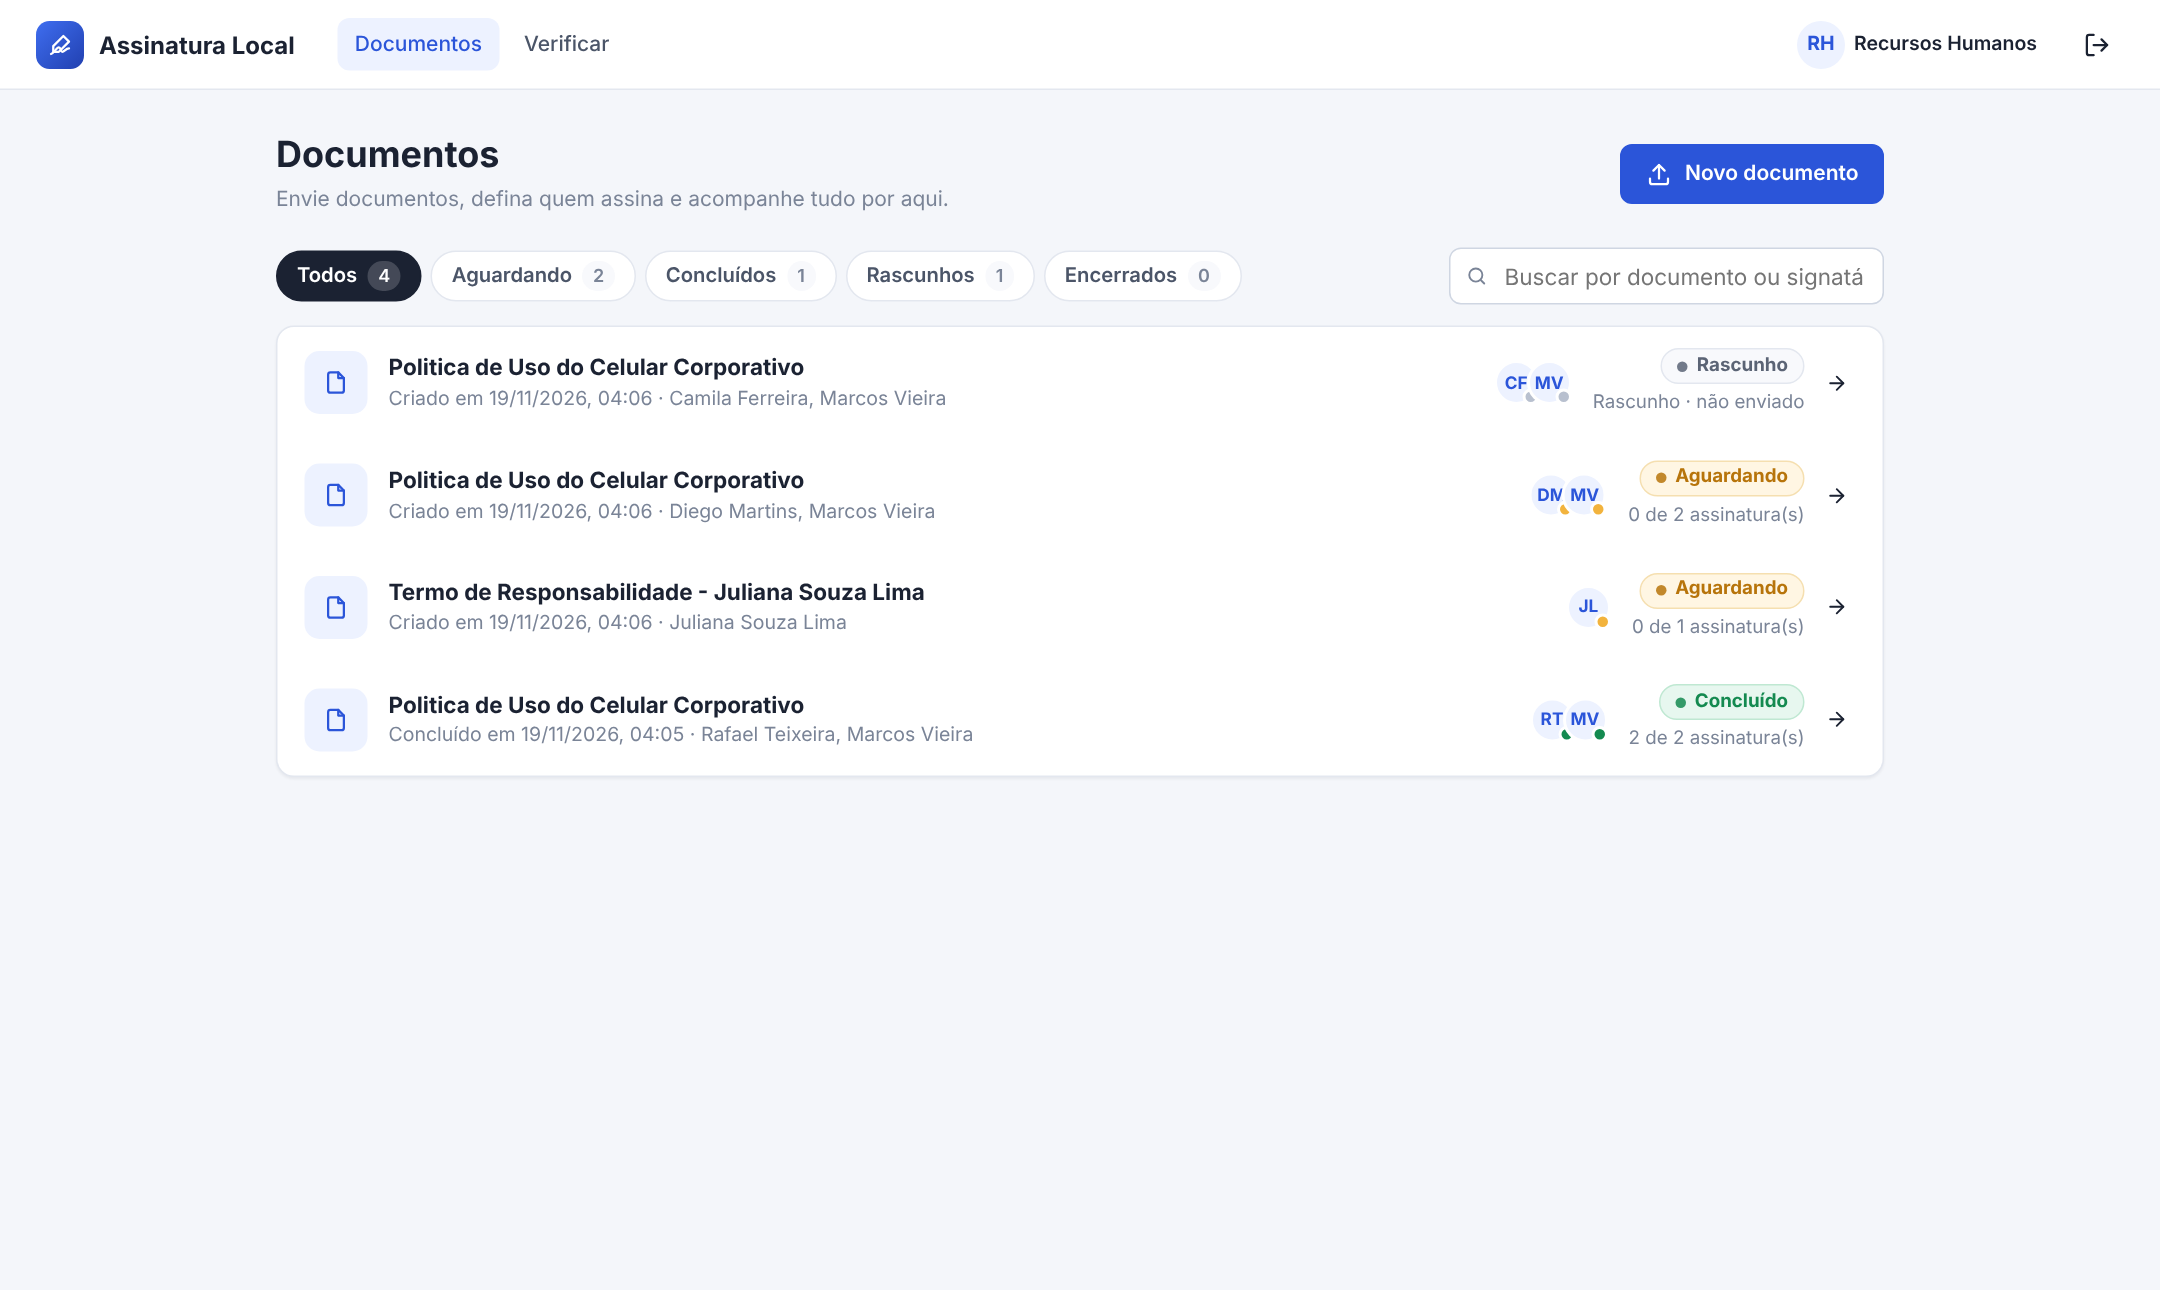 Assinatura Local
Documentos
Verificar
RH
Recursos Humanos
Documentos
Envie documentos, defina quem assina e acompanhe tudo por aqui.
Novo documento
Todos 4
Aguardando 2
Concluídos 1
Rascunhos 1
Encerrados 0
Buscar por documento ou signatá
Politica de Uso do Celular Corporativo
Criado em 19/11/2026, 04:06 · Camila Ferreira, Marcos Vieira
CF MV
Rascunho
Rascunho · não enviado
Politica de Uso do Celular Corporativo
Criado em 19/11/2026, 04:06 · Diego Martins, Marcos Vieira
DM MV
Aguardando
0 de 2 assinatura(s)
Termo de Responsabilidade - Juliana Souza Lima
Criado em 19/11/2026, 04:06 · Juliana Souza Lima
JL
Aguardando
0 de 1 assinatura(s)
Politica de Uso do Celular Corporativo
Concluído em 19/11/2026, 04:05 · Rafael Teixeira, Marcos Vieira
RT MV
Concluído
2 de 2 assinatura(s)